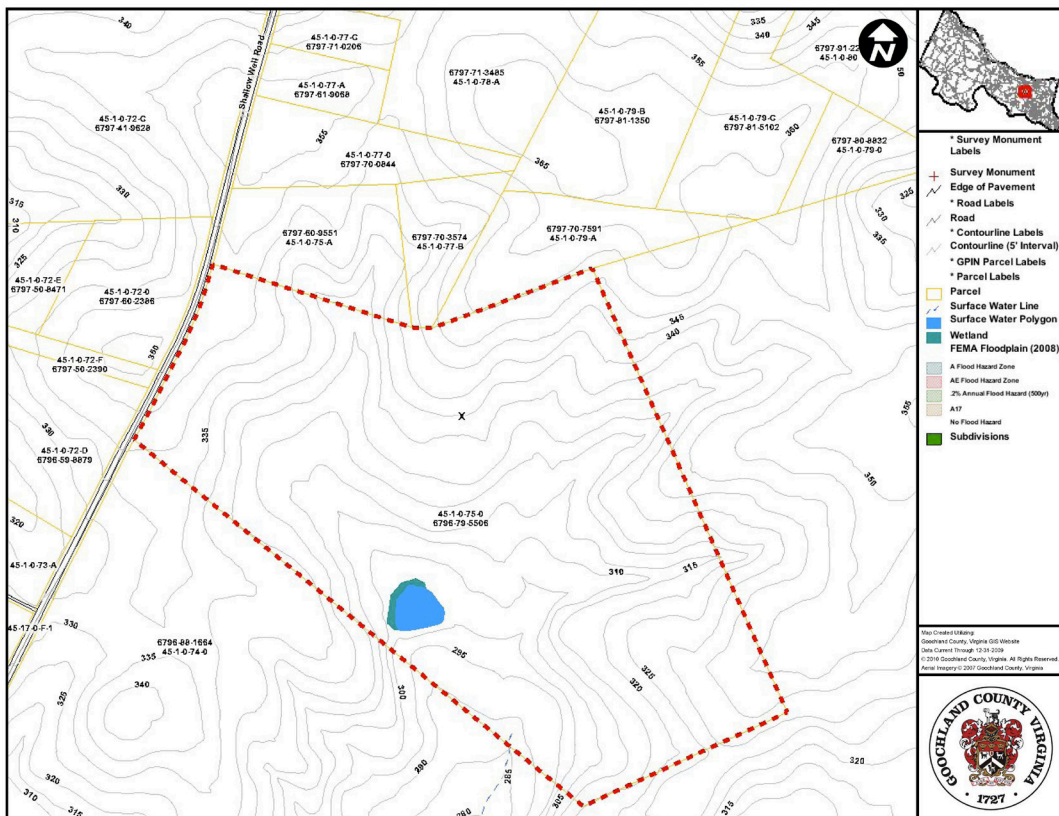 340
45-1-0-77-C
6797-71-0206
335
340
345
6797-91-22
45-1-0-80
N
50
Shallow Well Road
6797-71-3485
45-1-0-78-A
355
45-1-0-77-A
6797-61-9068
45-1-0-72-C
6797-41-9628
355
45-1-0-79-B
6797-81-1350
45-1-0-79-C
6797-81-5102
360
6797-80-8832
45-1-0-79-0
45-1-0-77-0
6797-70-0844
365
330
325
315
310
330
335
325
6797-60-9551
45-1-0-75-A
6797-70-3574
45-1-0-77-B
6797-70-7591
45-1-0-79-A
45-1-0-72-E
6797-50-8471
45-1-0-72-0
6797-60-2386
345
340
350
45-1-0-72-F
6797-50-2390
355
X
330
335
45-1-0-72-D
6796-59-8879
350
320
45-1-0-75-0
6796-79-5506
45-1-0-73-A
310
315
45-17-0-F-1
330
6796-88-1664
45-1-0-74-0
335
340
325
295
300
325
320
320
290
285
320
310
315
280
305
315
* Survey Monument
Labels
Survey Monument
Edge of Pavement
* Road Labels
Road
* Contourline Labels
Contourline (5' Interval)
* GPIN Parcel Labels
* Parcel Labels
Parcel
Surface Water Line
Surface Water Polygon
Wetland
FEMA Floodplain (2008)
A Flood Hazard Zone
AE Flood Hazard Zone
.2% Annual Flood Hazard (500yr)
A17
No Flood Hazard
Subdivisions
Map Created Utilizing:
Goochland County, Virginia GIS Website
Data Current Through 12-31-2009
© 2010 Goochland County, Virginia. All Rights Reserved.
Aerial Imagery © 2007 Goochland County, Virginia
GOOCHLAND COUNTY VIRGINIA
· 1727 ·